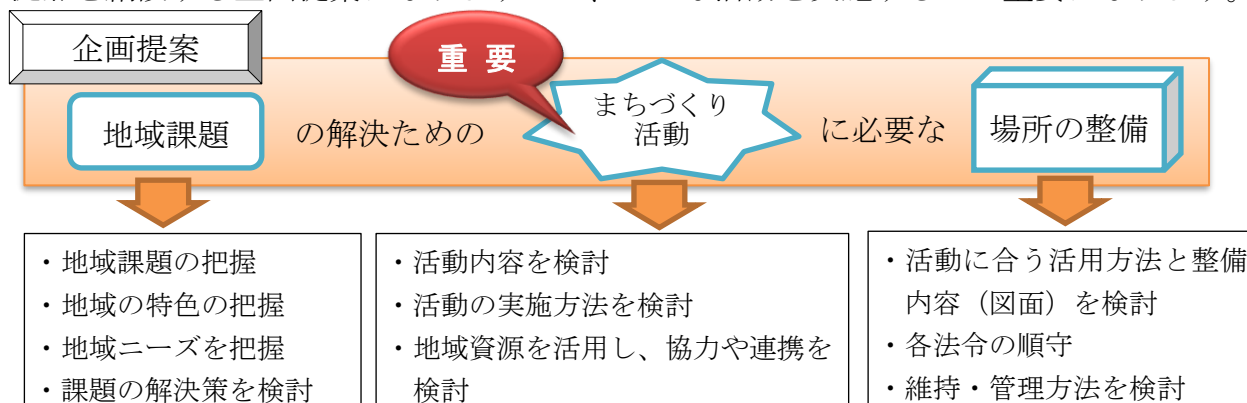 企画提案
重 要
地域課題
の解決ための
まちづくり
活動
に必要な
場所の整備
・地域課題の把握
・地域の特色の把握
・地域ニーズを把握
・課題の解決策を検討
・活動内容を検討
・活動の実施方法を検討
・地域資源を活用し、協力や連携を
検討
・活動に合う活用方法と整備
内容（図面）を検討
・各法令の順守
・維持・管理方法を検討